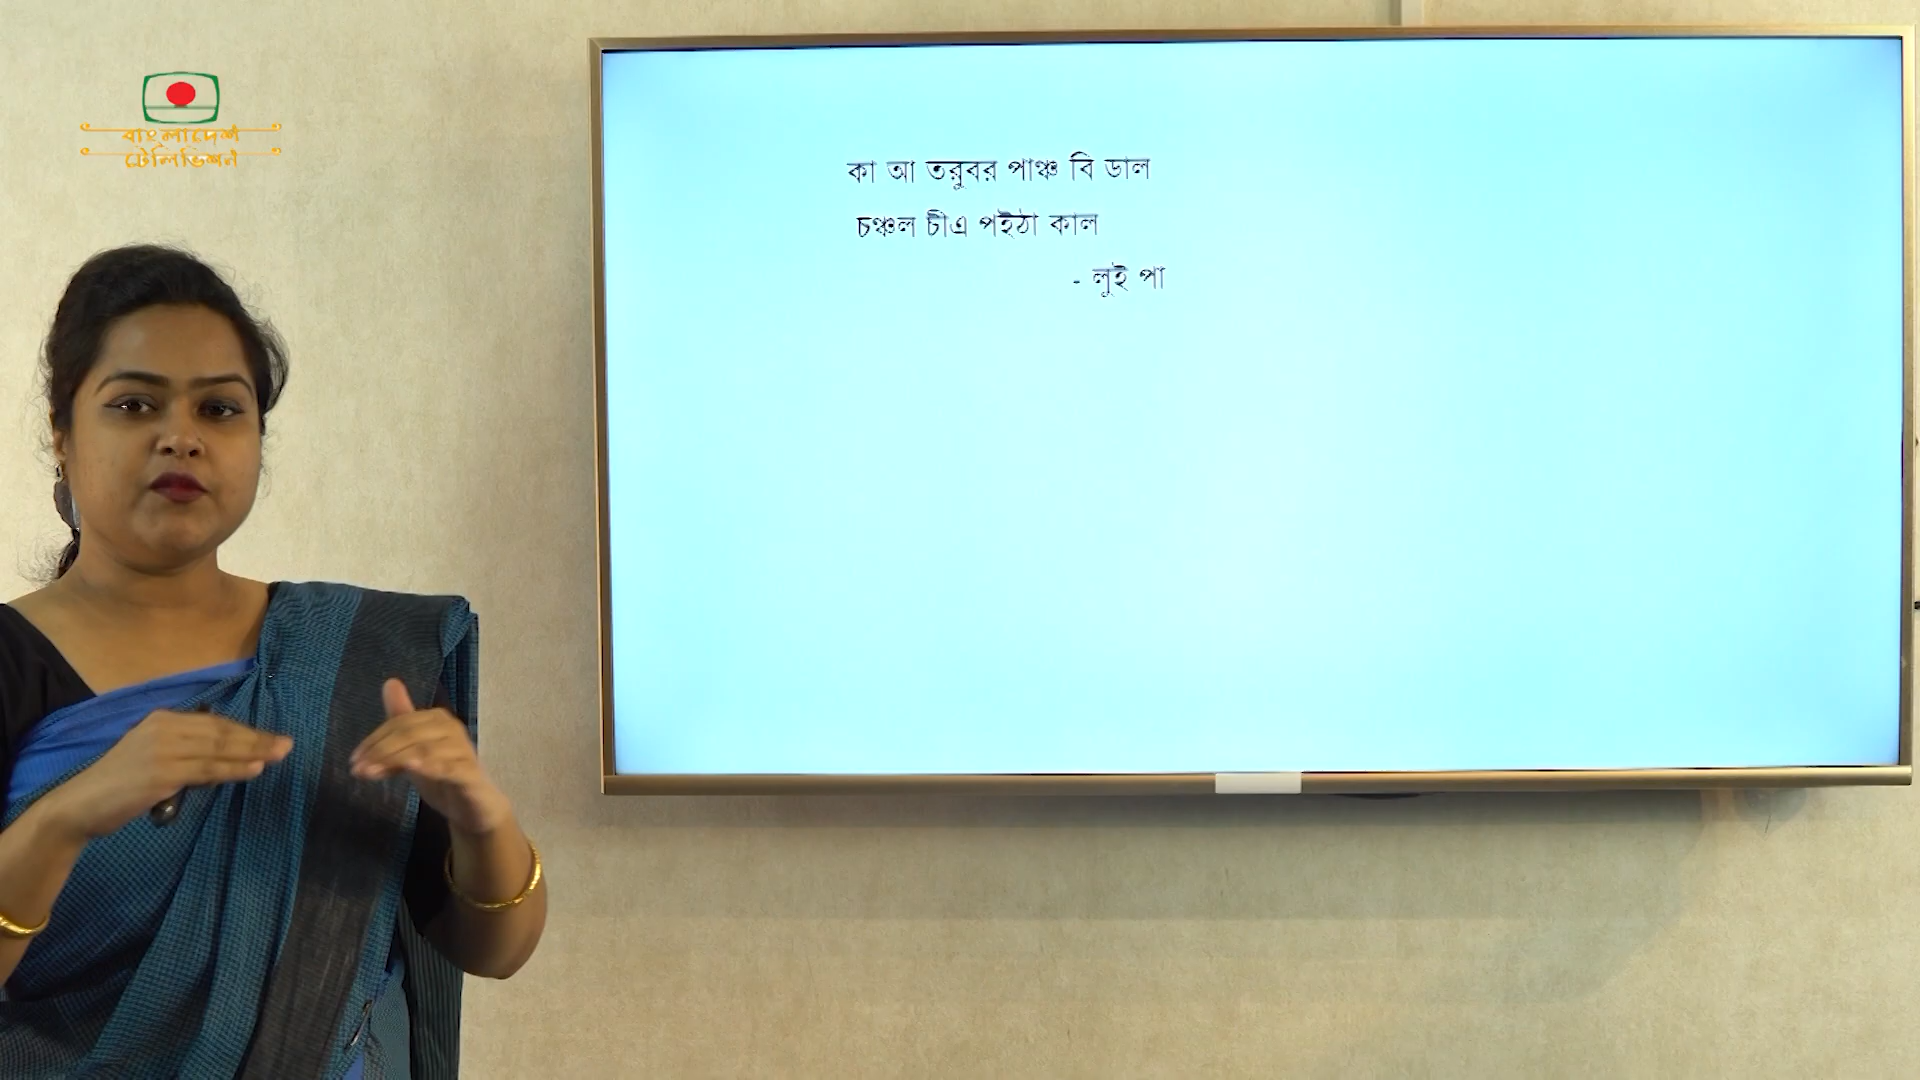 বাংলাদেশ
টেলিভিশন
কা আ তরুবর পাঞ্চ বি ডাল
চঞ্চল চীএ পইঠা কাল
- লুই পা